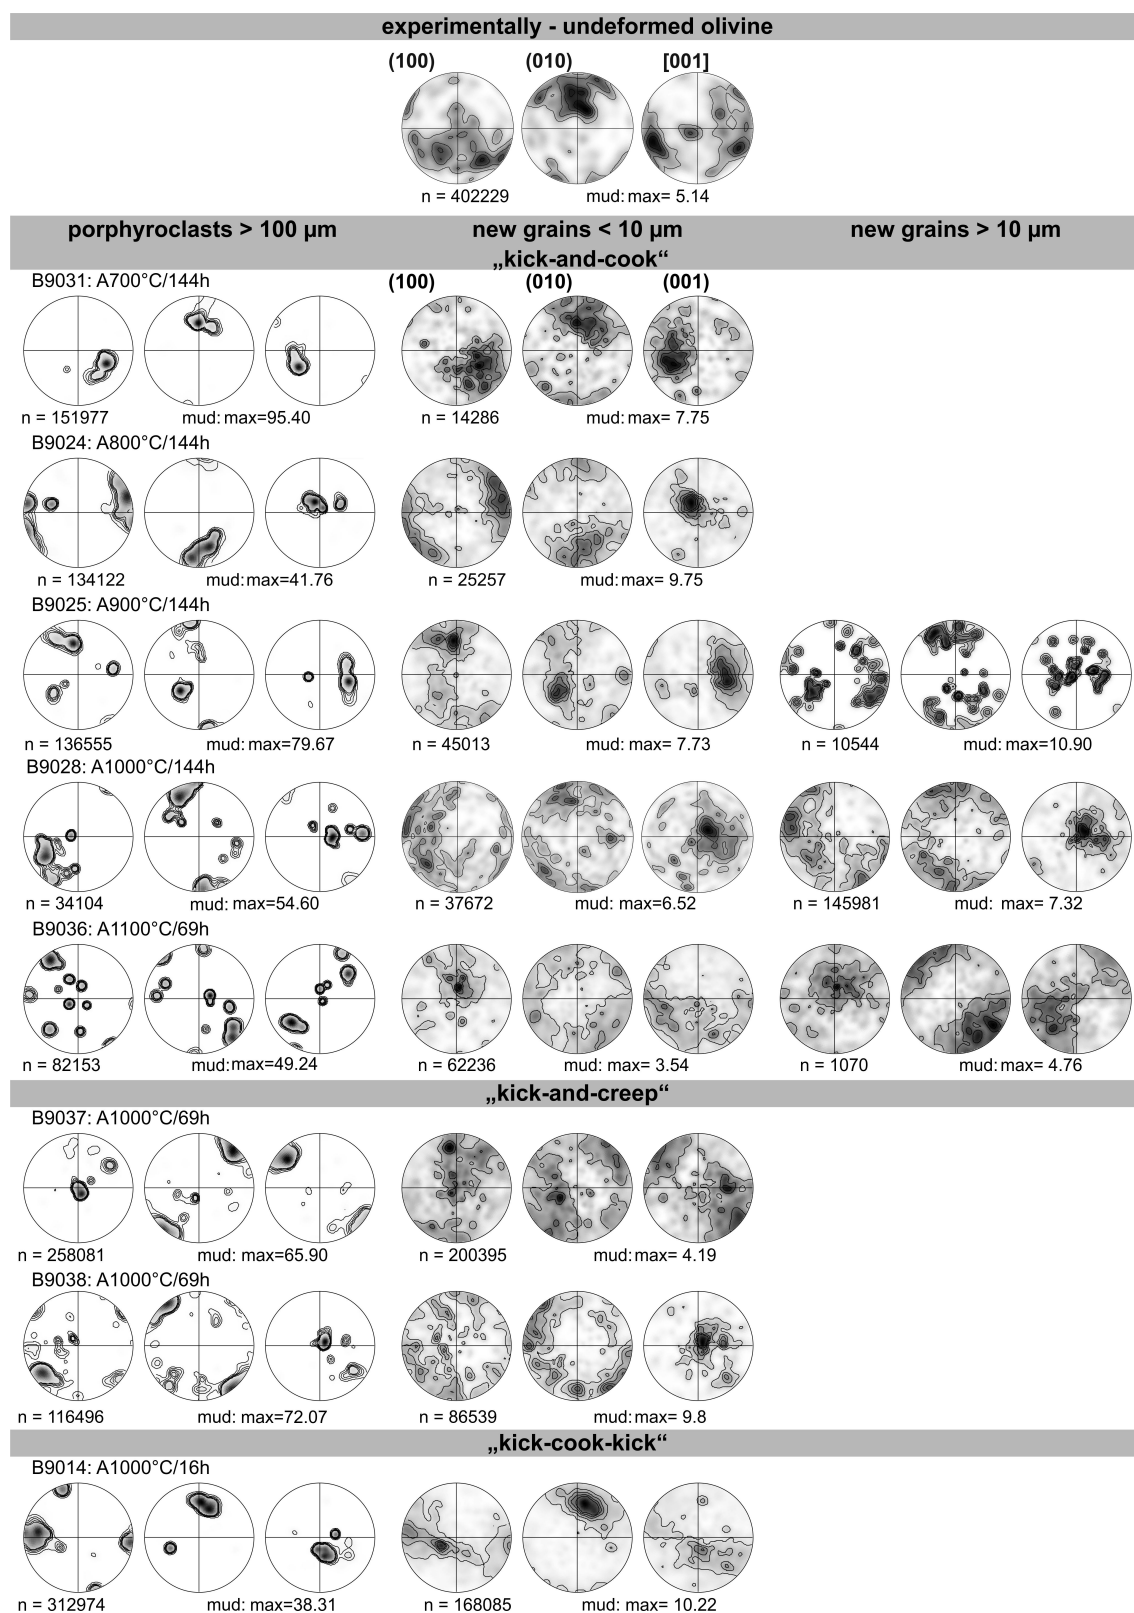 experimentally - undeformed olivine
(100) (010) [001]
n = 402229 mud: max= 5.14
porphyroclasts > 100 µm new grains < 10 µm new grains > 10 µm
„kick-and-cook“
B9031: A700°C/144h (100) (010) (001)
n = 151977 mud: max=95.40 n = 14286 mud: max= 7.75
B9024: A800°C/144h
n = 134122 mud: max=41.76 n = 25257 mud: max= 9.75
B9025: A900°C/144h
n = 136555 mud: max=79.67 n = 45013 mud: max= 7.73 n = 10544 mud: max=10.90
B9028: A1000°C/144h
n = 34104 mud: max=54.60 n = 37672 mud: max=6.52 n = 145981 mud: max= 7.32
B9036: A1100°C/69h
n = 82153 mud: max=49.24 n = 62236 mud: max= 3.54 n = 1070 mud: max= 4.76
„kick-and-creep“
B9037: A1000°C/69h
n = 258081 mud: max=65.90 n = 200395 mud: max= 4.19
B9038: A1000°C/69h
n = 116496 mud: max=72.07 n = 86539 mud: max= 9.8
„kick-cook-kick“
B9014: A1000°C/16h
n = 312974 mud: max=38.31 n = 168085 mud: max= 10.22